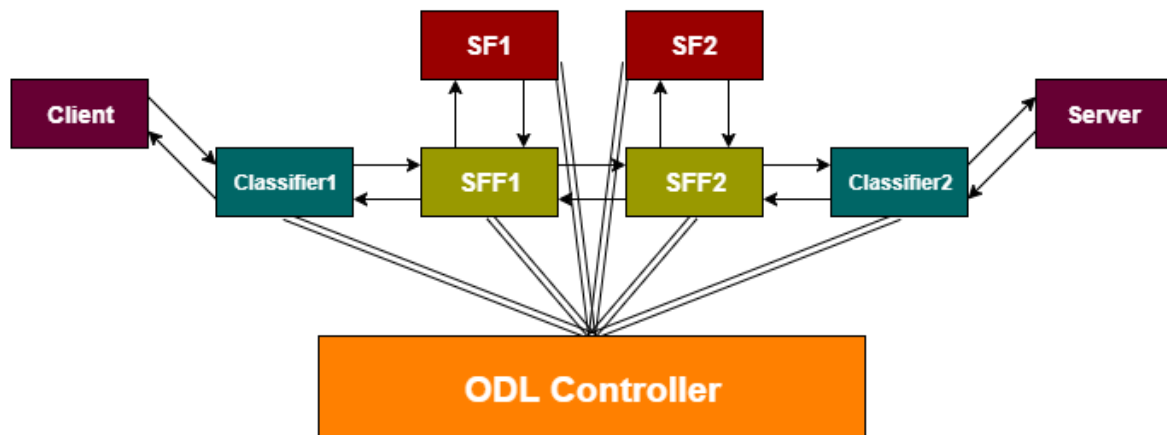 SF1
SF2
Client
Server
Classifier1
SFF1
SFF2
Classifier2
ODL Controller